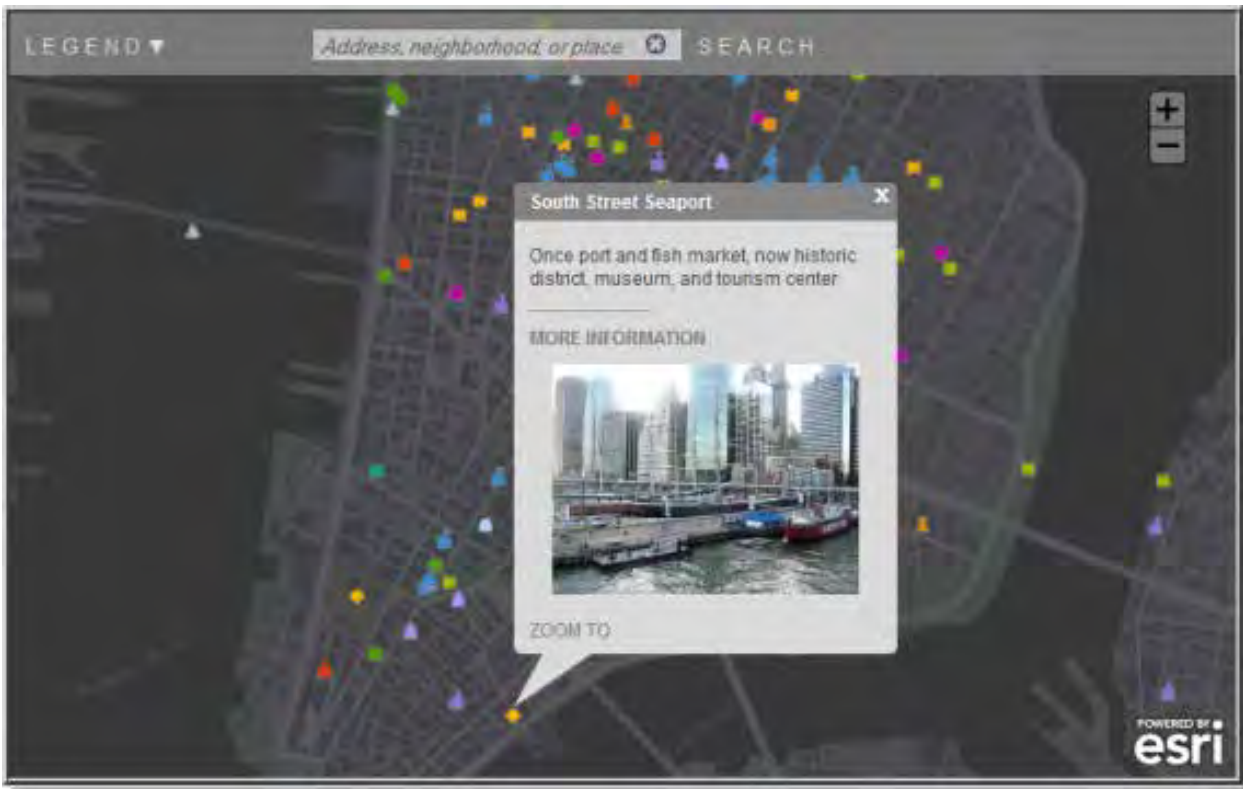 LEGEND▼
Address, neighborhood, or place
SEARCH
+
−
South Street Seaport
x
Once port and fish market, now historic
district, museum, and tourism center
MORE INFORMATION
ZOOM TO
POWERED BY
esri